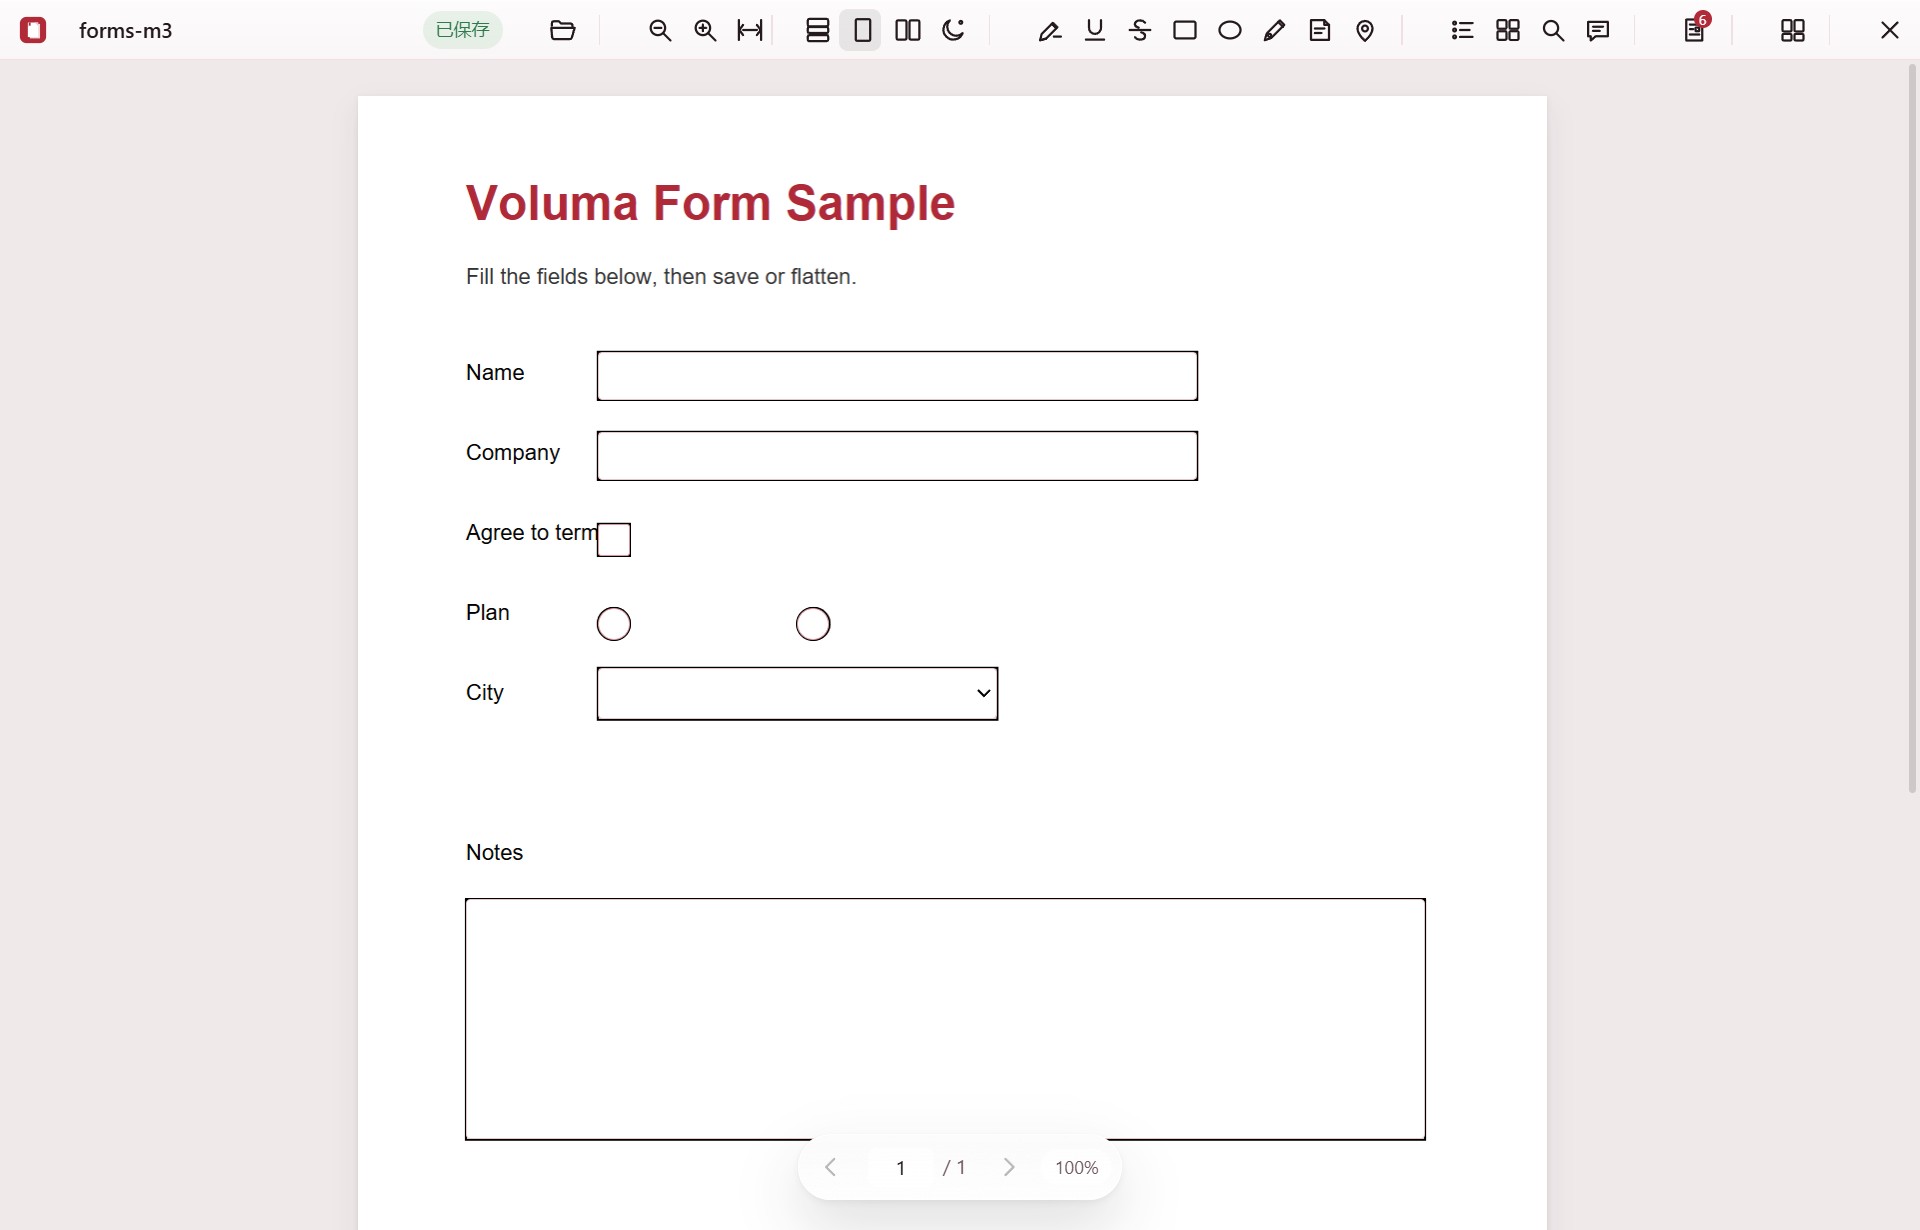 forms-m3
已保存
6
Voluma Form Sample
Fill the fields below, then save or flatten.
Name
Company
Agree to term
Plan
City
Notes
1 / 1 100%